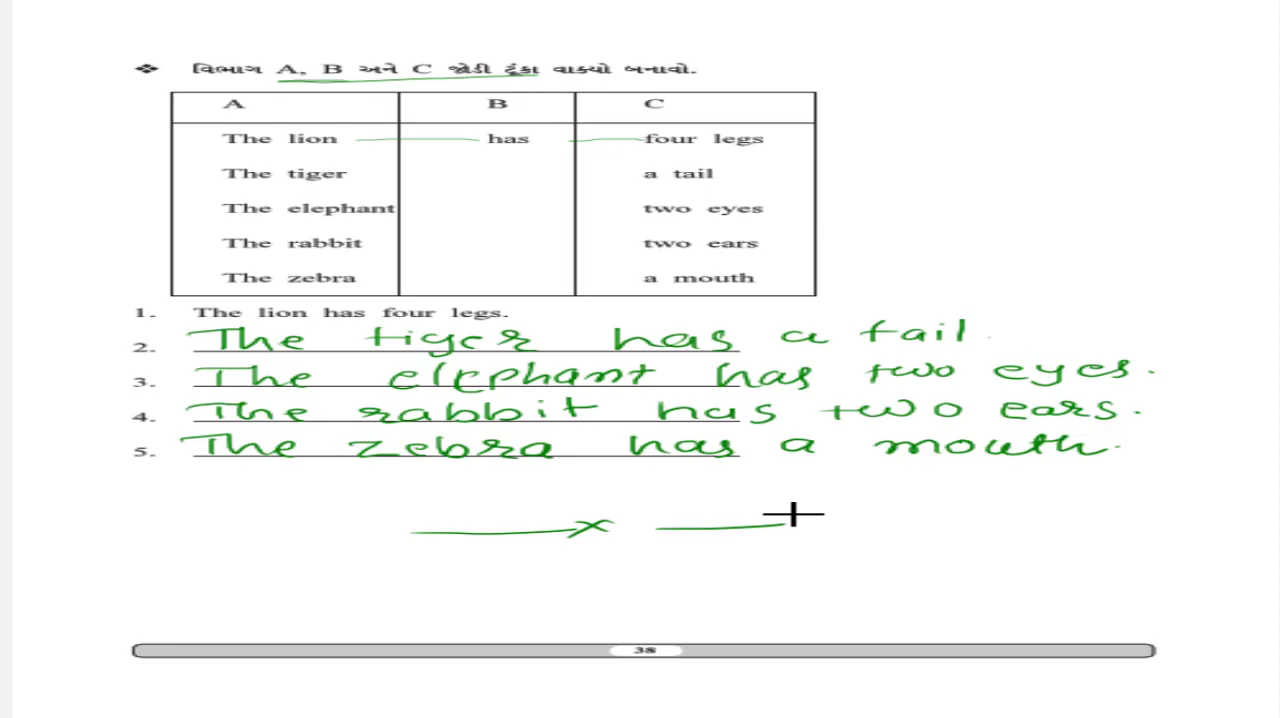 ❖ વિભાગ A, B અને C જોડી ટૂંકા વાક્યો બનાવો.
A B C
The lion has four legs
The tiger a tail
The elephant two eyes
The rabbit two ears
The zebra a mouth
1. The lion has four legs.
2. The tiger has a tail.
3. The elephant has two eyes.
4. The rabbit has two ears.
5. The zebra has a mouth.
38